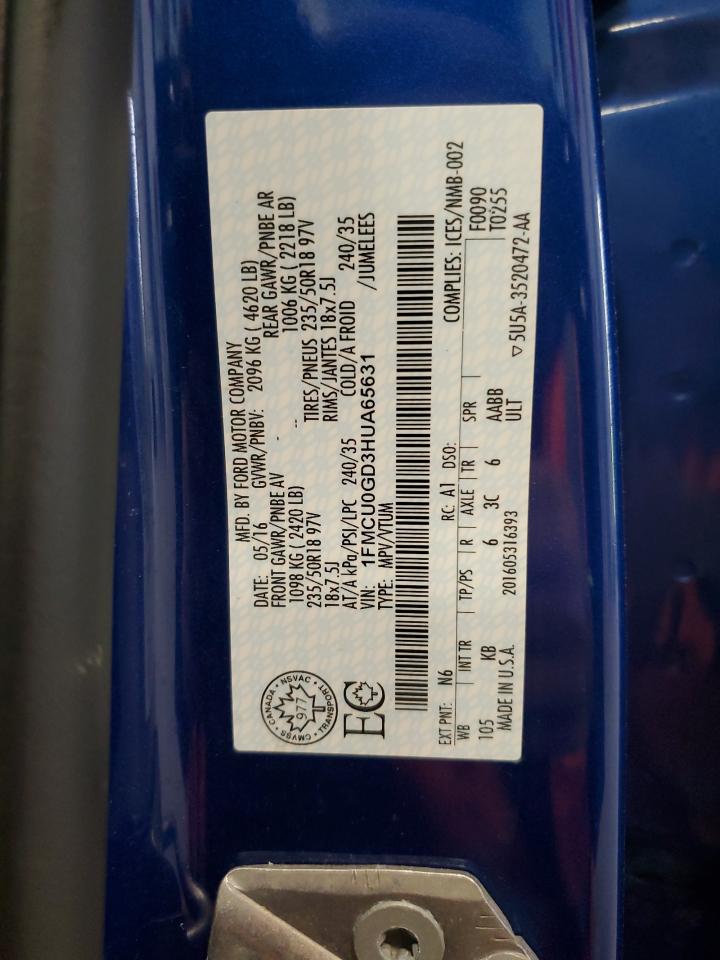 MFD. BY FORD MOTOR COMPANY
DATE: 05/16 GVWR/PNBV: 2096 KG ( 4620 LB)
FRONT GAWR/PNBE AV - REAR GAWR/PNBE AR
1098 KG ( 2420 LB) -- 1006 KG ( 2218 LB)
235/50R18 97V TIRES/PNEUS 235/50R18 97V
18x7.5J RIMS/JANTES 18x7.5J
AT/A kPa/PSI/LPC 240/35 COLD/A FROID 240/35
VIN: 1FMCU0GD3HUA65631 /JUMELEES
TYPE: MPV/VTUM
CANADA • NSVAC • TRANSPORT • CMVSS •
977
EC
EXT PNT: N6 RC: A1 DSO: COMPLIES: ICES/NMB-002
WB INT TR TP/PS R AXLE TR SPR F0090
105 KB 6 3C 6 AABB T0255
MADE IN U.S.A. 201605316393 ULT ▽5U5A-3520472-AA